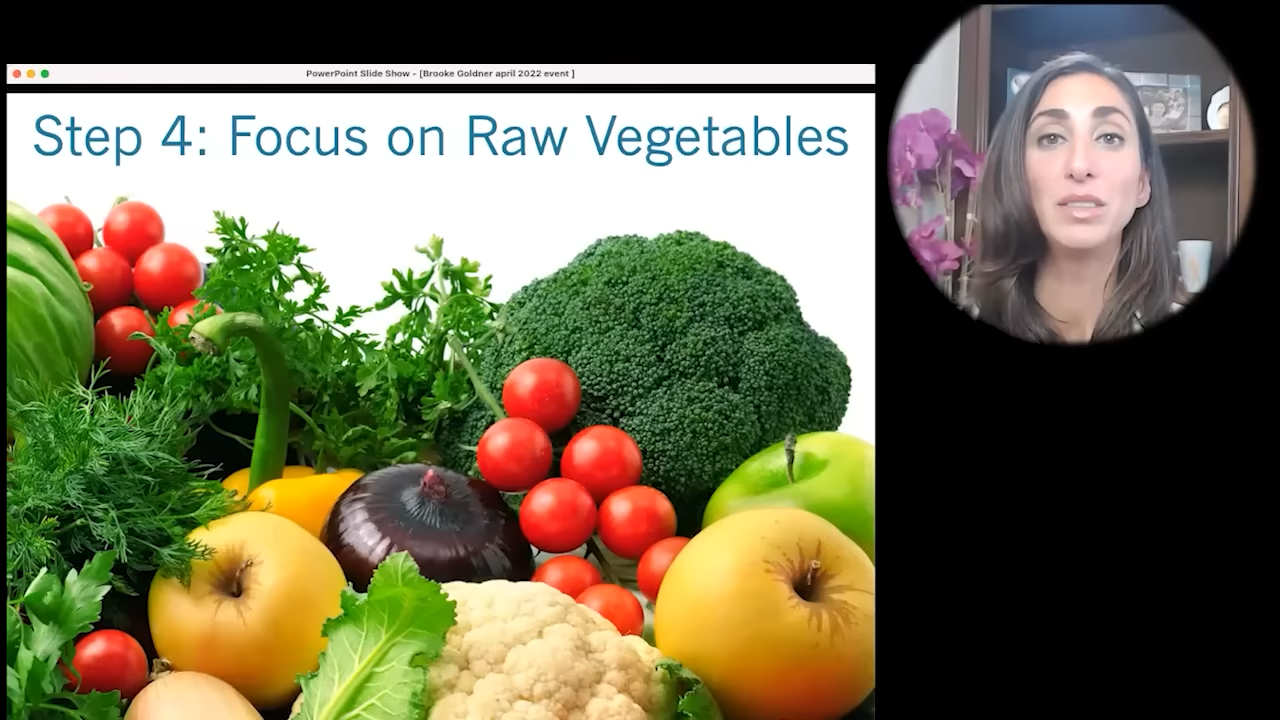 PowerPoint Slide Show - [Brooke Goldner april 2022 event ]
Step 4: Focus on Raw Vegetables